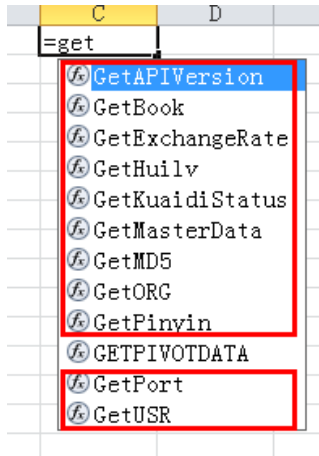 C D
=get
GetAPIVersion
GetBook
GetExchangeRate
GetHuilv
GetKuaidiStatus
GetMasterData
GetMD5
GetORG
GetPinyin
GETPIVOTDATA
GetPort
GetUSR